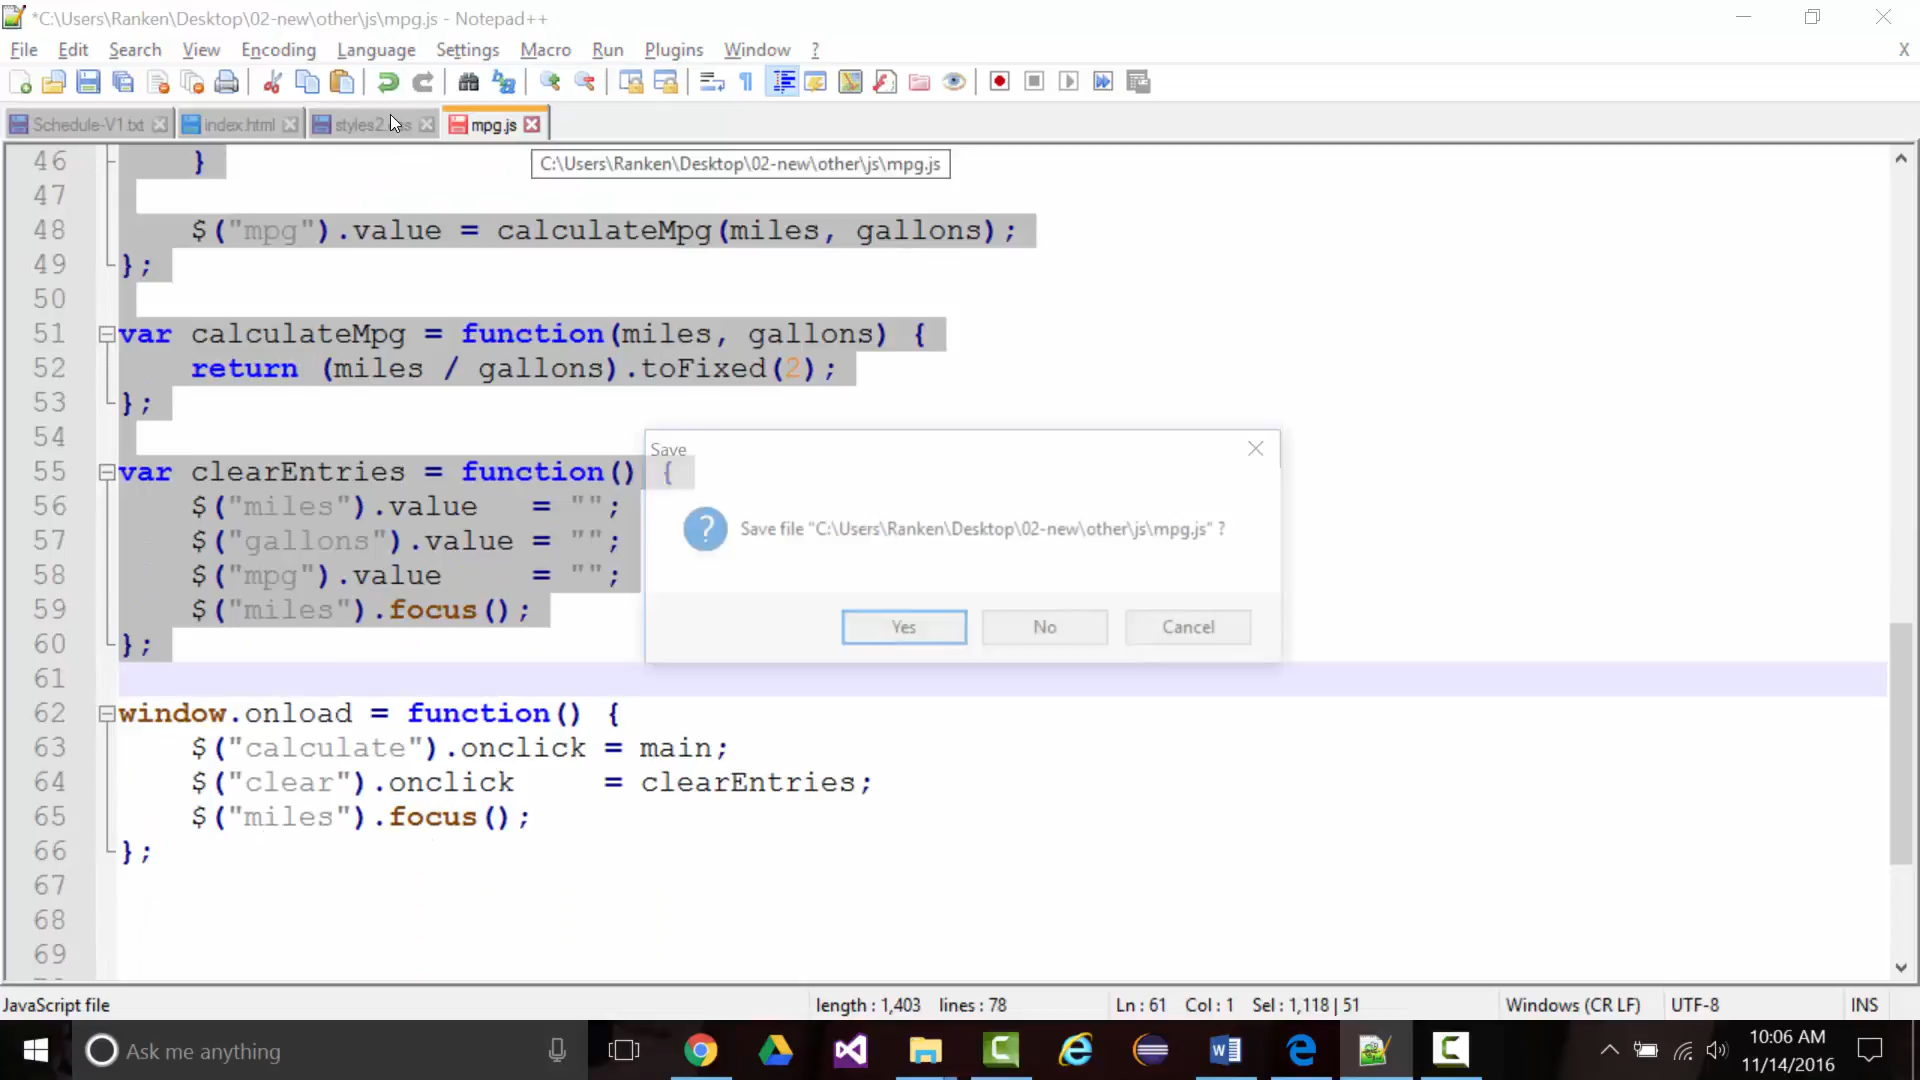 *C:\Users\Ranken\Desktop\02-new\other\js\mpg.js - Notepad++
File Edit Search View Encoding Language Settings Macro Run Plugins Window ? X
Schedule-V1.txt index.html styles2. s mpg.js
C:\Users\Ranken\Desktop\02-new\other\js\mpg.js
46 }
47
48 $("mpg").value = calculateMpg(miles, gallons);
49 };
50
51 var calculateMpg = function(miles, gallons) {
52 return (miles / gallons).toFixed(2);
53 };
54
55 var clearEntries = function() {
56 $("miles").value = "";
57 $("gallons").value = "";
58 $("mpg").value = "";
59 $("miles").focus();
60 };
61
62 window.onload = function() {
63 $("calculate").onclick = main;
64 $("clear").onclick = clearEntries;
65 $("miles").focus();
66 };
67
68
69
Save
Save file "C:\Users\Ranken\Desktop\02-new\other\js\mpg.js" ?
Yes No Cancel
JavaScript file length : 1,403 lines : 78 Ln : 61 Col : 1 Sel : 1,118 | 51 Windows (CR LF) UTF-8 INS
Ask me anything
10:06 AM
11/14/2016